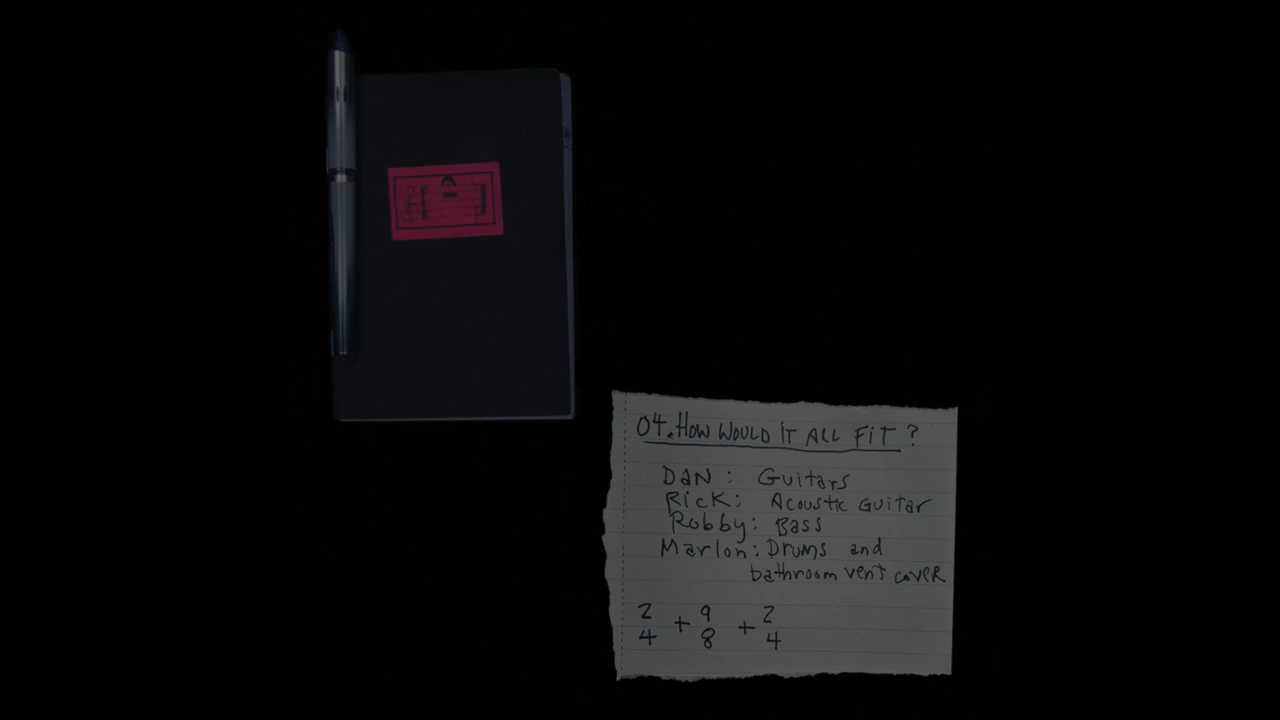 04. How Would it All Fit?
Dan: Guitars
Rick: Acoustic Guitar
Robby: Bass
Marlon: Drums and
bathroom vent cover
2/4 + 9/8 + 2/4